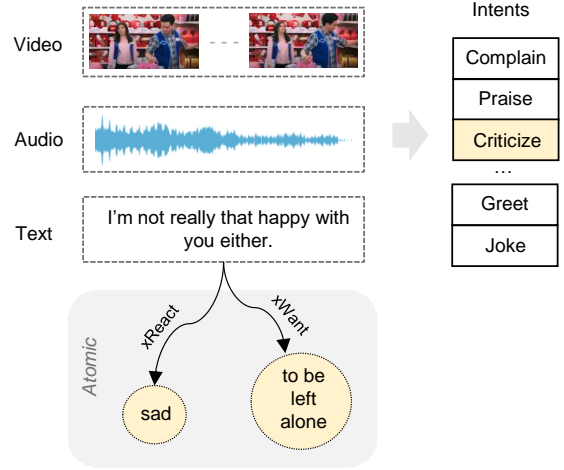 Intents
Video
Complain
Praise
Audio
Criticize
...
Text
I'm not really that happy with
you either.
Greet
Joke
xReact
xWant
Atomic
sad
to be
left
alone